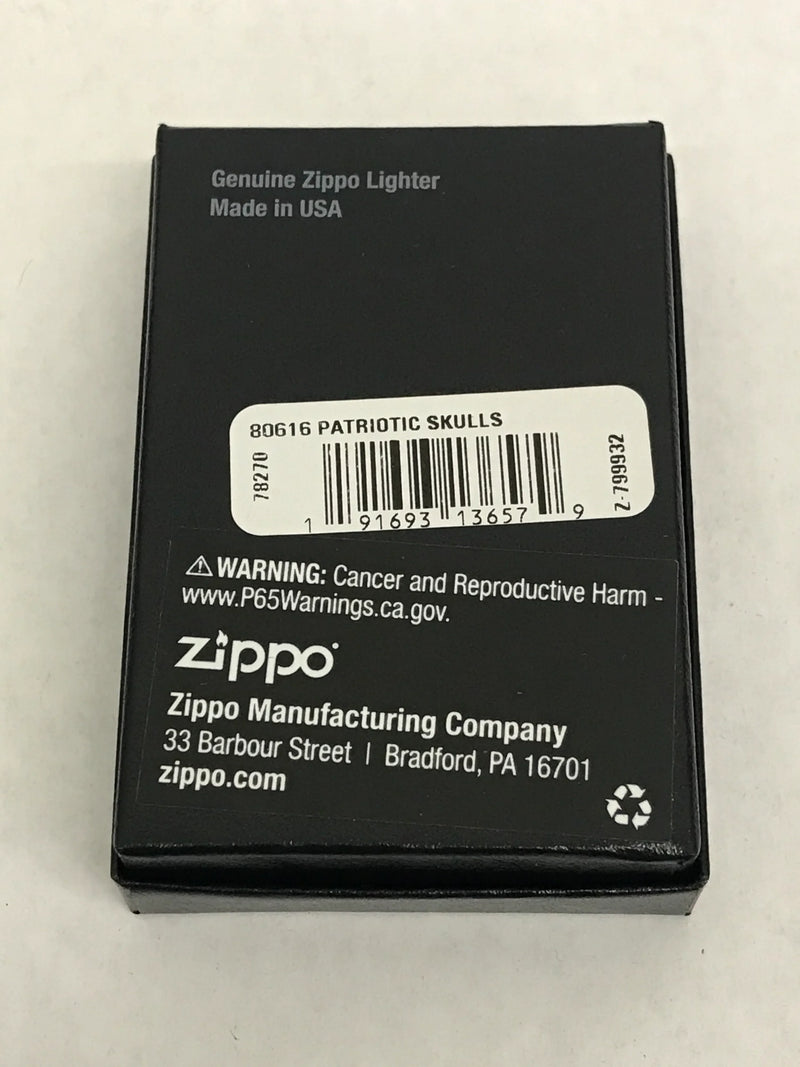 Genuine Zippo Lighter
Made in USA
80616 PATRIOTIC SKULLS
78270
1 91693 13657 9
Z-799932
⚠ WARNING: Cancer and Reproductive Harm -
www.P65Warnings.ca.gov.
zippo
Zippo Manufacturing Company
33 Barbour Street | Bradford, PA 16701
zippo.com